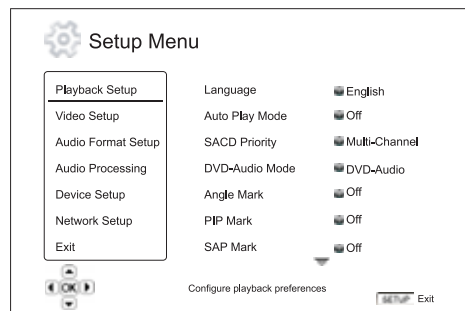 Setup Menu
Playback Setup
Video Setup
Audio Format Setup
Audio Processing
Device Setup
Network Setup
Exit
Language English
Auto Play Mode Off
SACD Priority Multi-Channel
DVD-Audio Mode DVD-Audio
Angle Mark Off
PIP Mark Off
SAP Mark Off
OK
Configure playback preferences
SETUP Exit